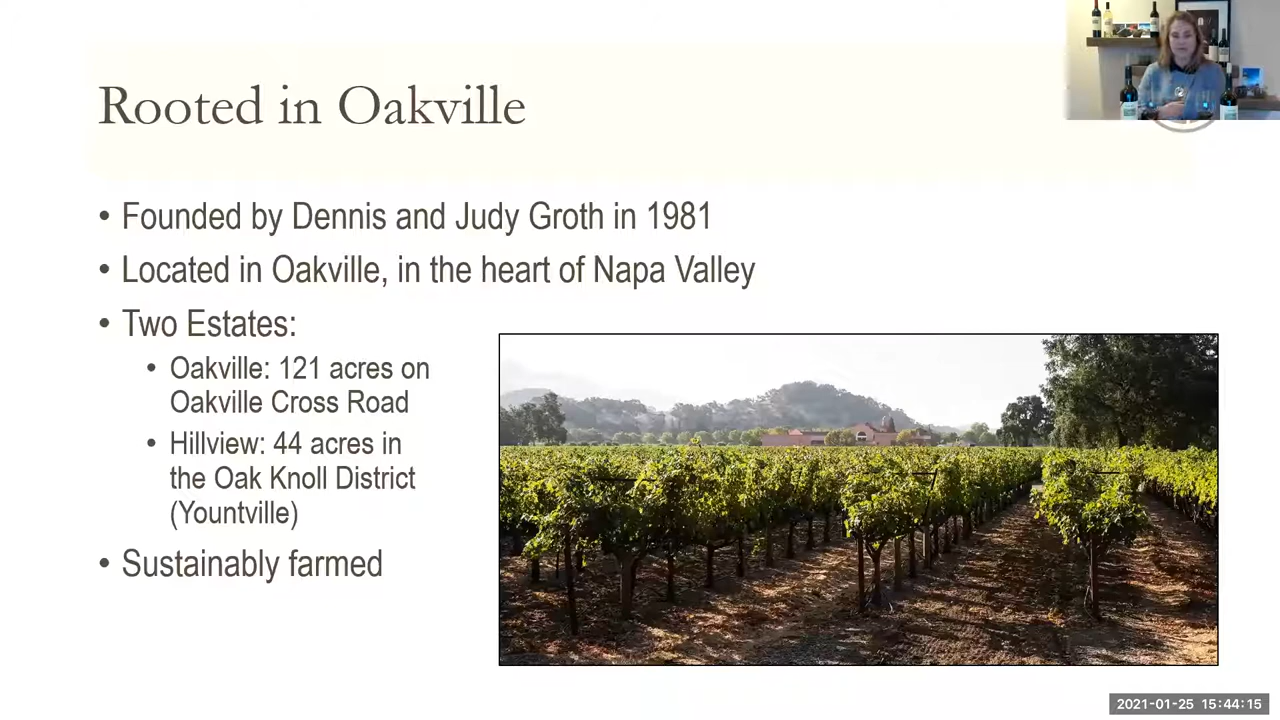 Rooted in Oakville
• Founded by Dennis and Judy Groth in 1981
• Located in Oakville, in the heart of Napa Valley
• Two Estates:
• Oakville: 121 acres on
Oakville Cross Road
• Hillview: 44 acres in
the Oak Knoll District
(Yountville)
• Sustainably farmed
2021-01-25 15:44:15